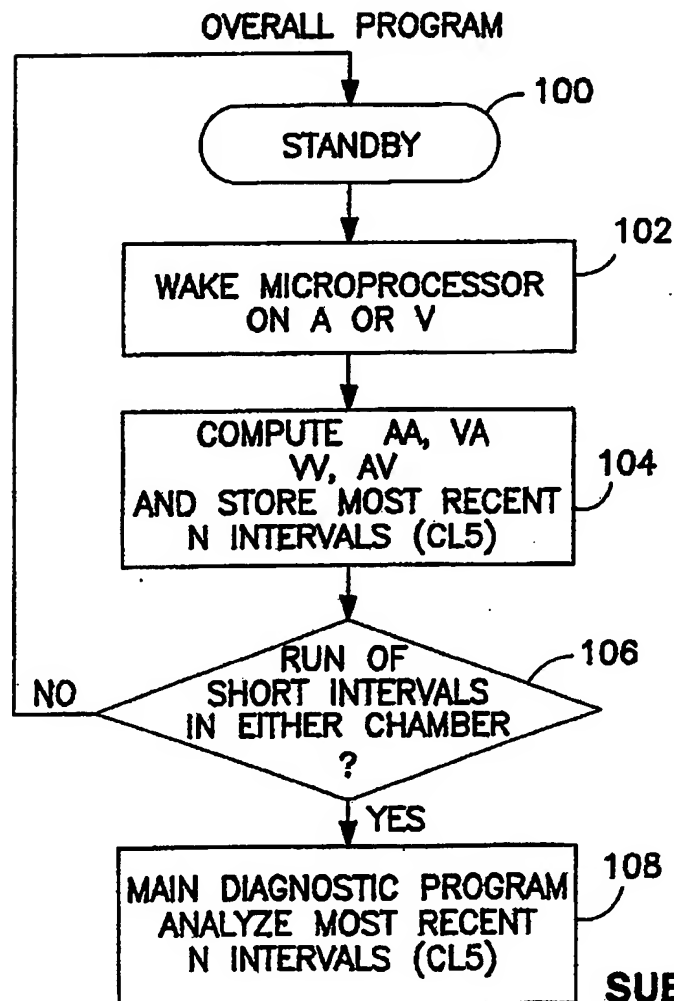 OVERALL PROGRAM
100
STANDBY
102
WAKE MICROPROCESSOR
ON A OR V
COMPUTE AA, VA
VV, AV
AND STORE MOST RECENT
N INTERVALS (CL5)
104
RUN OF
SHORT INTERVALS
IN EITHER CHAMBER
?
106
NO
YES
MAIN DIAGNOSTIC PROGRAM
ANALYZE MOST RECENT
N INTERVALS (CL5)
108
SUB